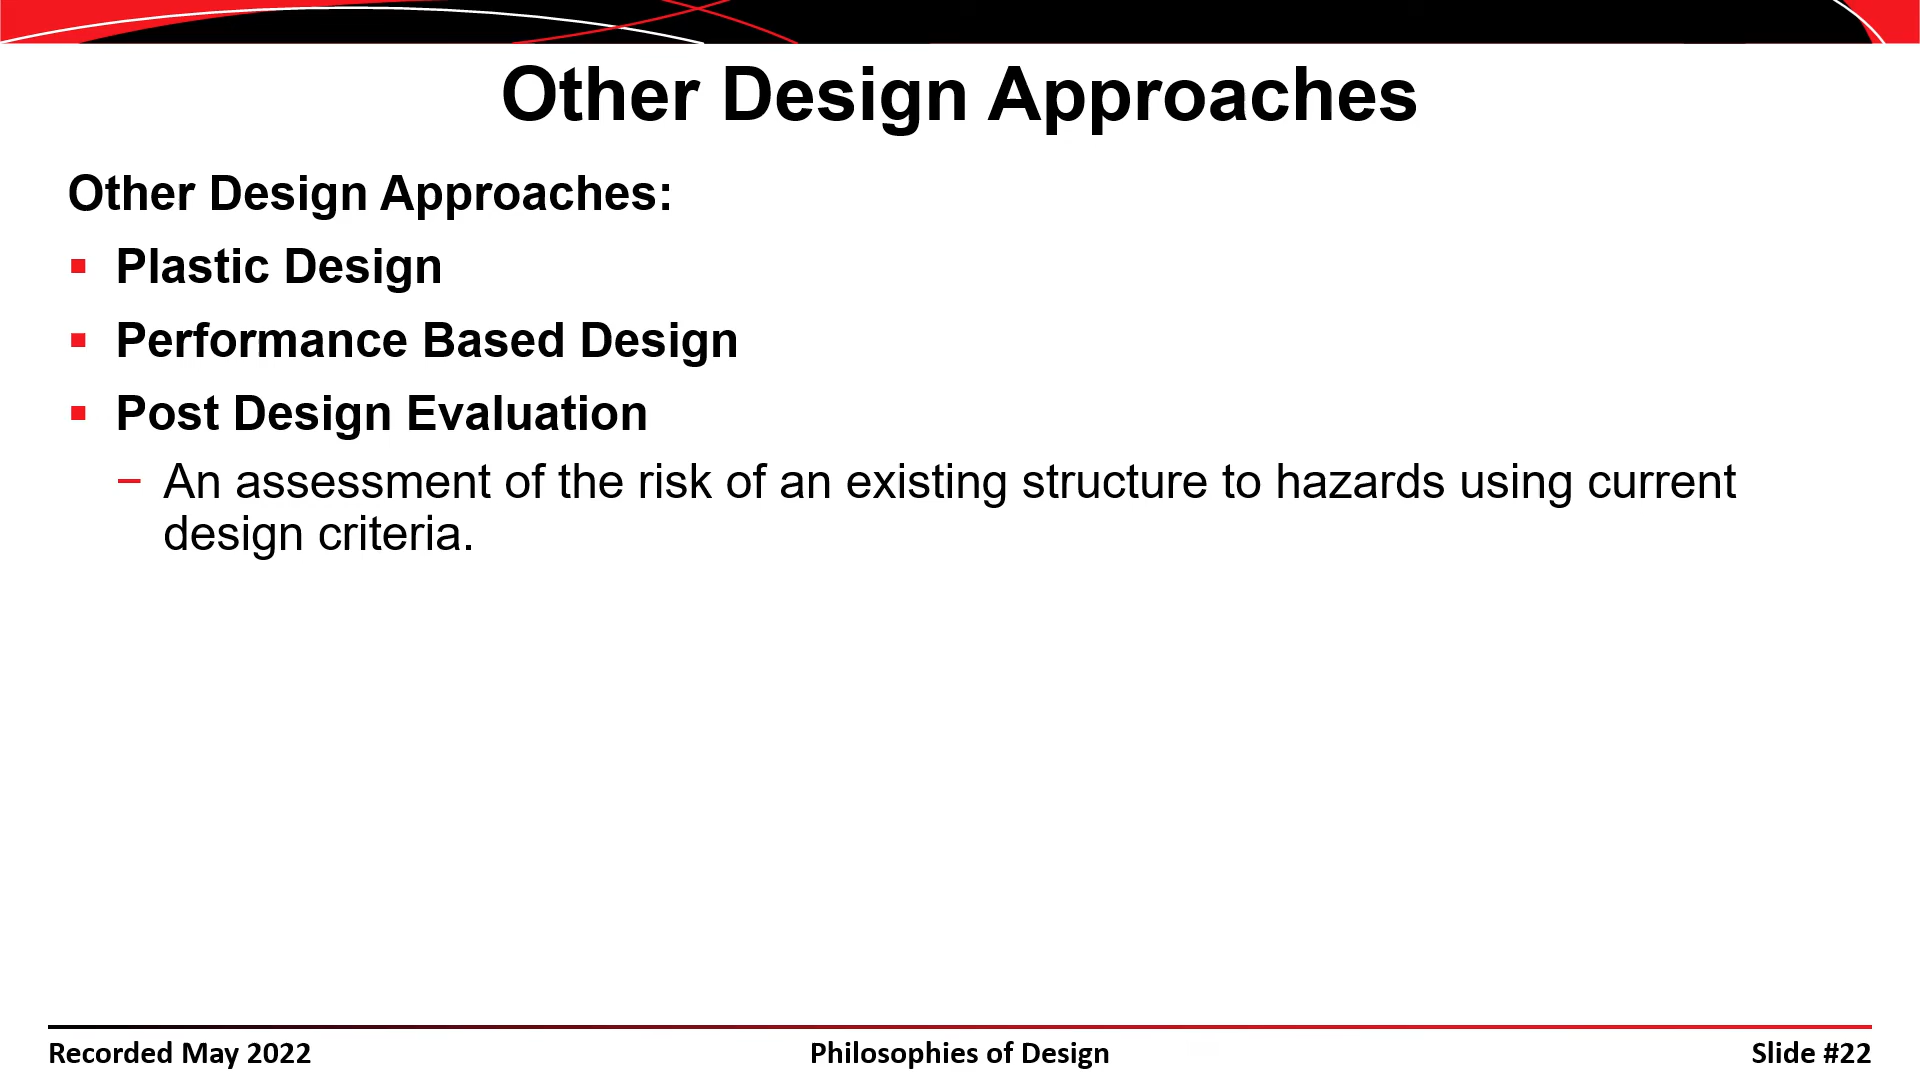 Other Design Approaches
Other Design Approaches:
▪ Plastic Design
▪ Performance Based Design
▪ Post Design Evaluation
– An assessment of the risk of an existing structure to hazards using current
design criteria.
Recorded May 2022
Philosophies of Design
Slide #22